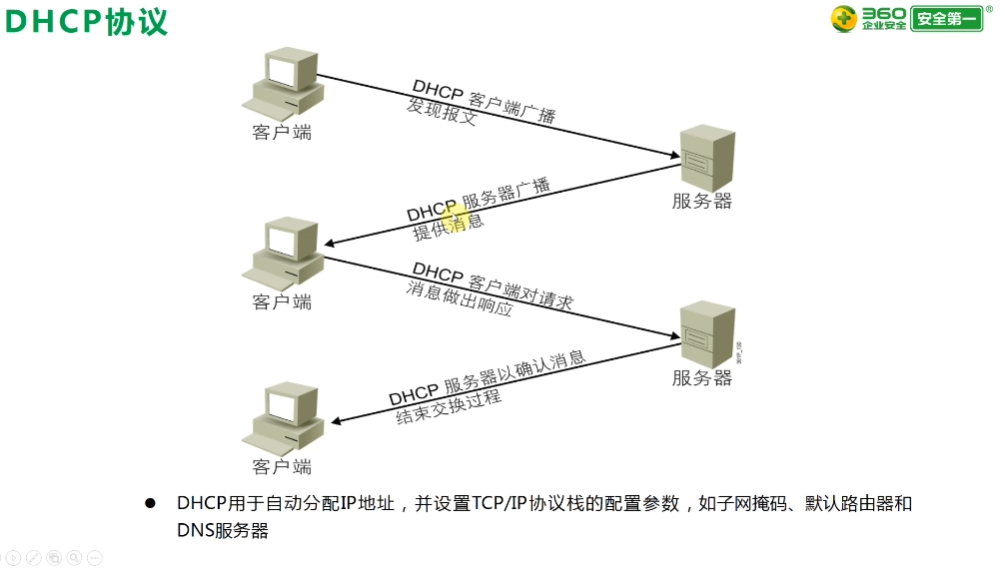 DHCP协议
360
企业安全
安全第一
®
DHCP 客户端广播
发现报文
客户端
服务器
DHCP 服务器广播
提供消息
客户端
DHCP 客户端对请求
消息做出响应
服务器
DHCP 服务器以确认消息
结束交换过程
客户端
● DHCP用于自动分配IP地址，并设置TCP/IP协议栈的配置参数，如子网掩码、默认路由器和
DNS服务器